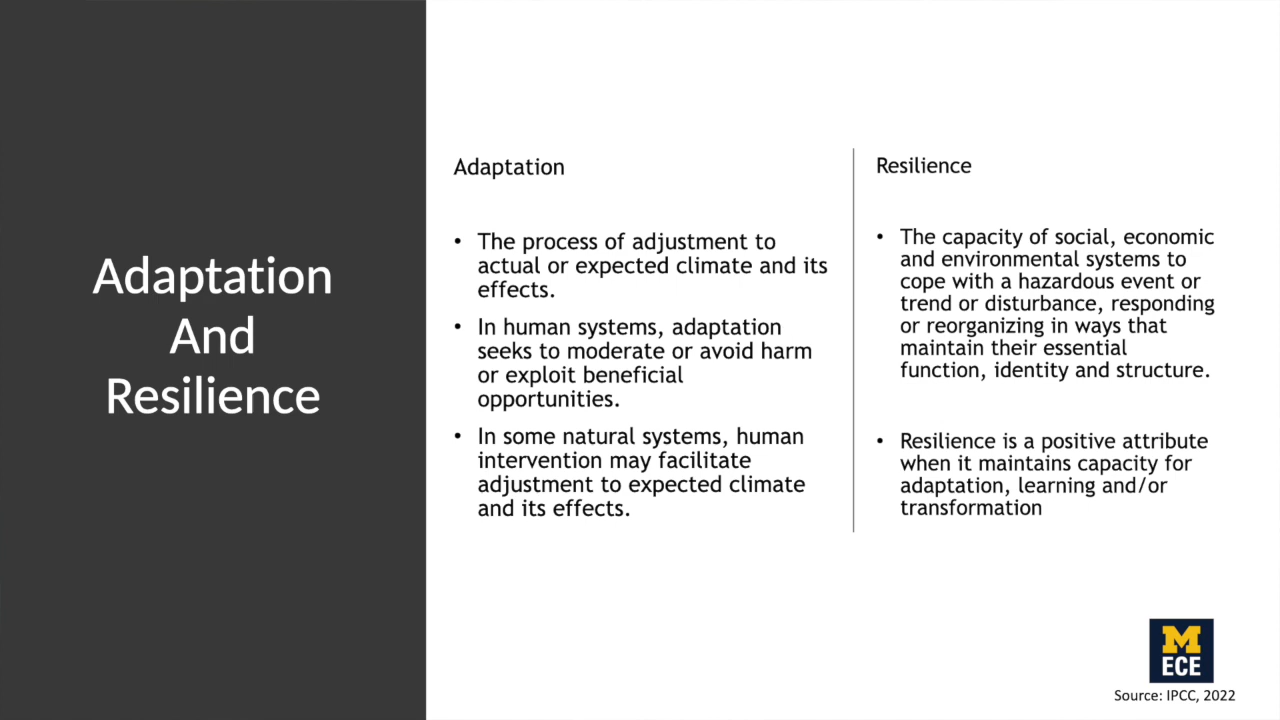 Adaptation
And
Resilience
Adaptation
• The process of adjustment to
actual or expected climate and its
effects.
• In human systems, adaptation
seeks to moderate or avoid harm
or exploit beneficial
opportunities.
• In some natural systems, human
intervention may facilitate
adjustment to expected climate
and its effects.
Resilience
• The capacity of social, economic
and environmental systems to
cope with a hazardous event or
trend or disturbance, responding
or reorganizing in ways that
maintain their essential
function, identity and structure.
• Resilience is a positive attribute
when it maintains capacity for
adaptation, learning and/or
transformation
M
ECE
Source: IPCC, 2022